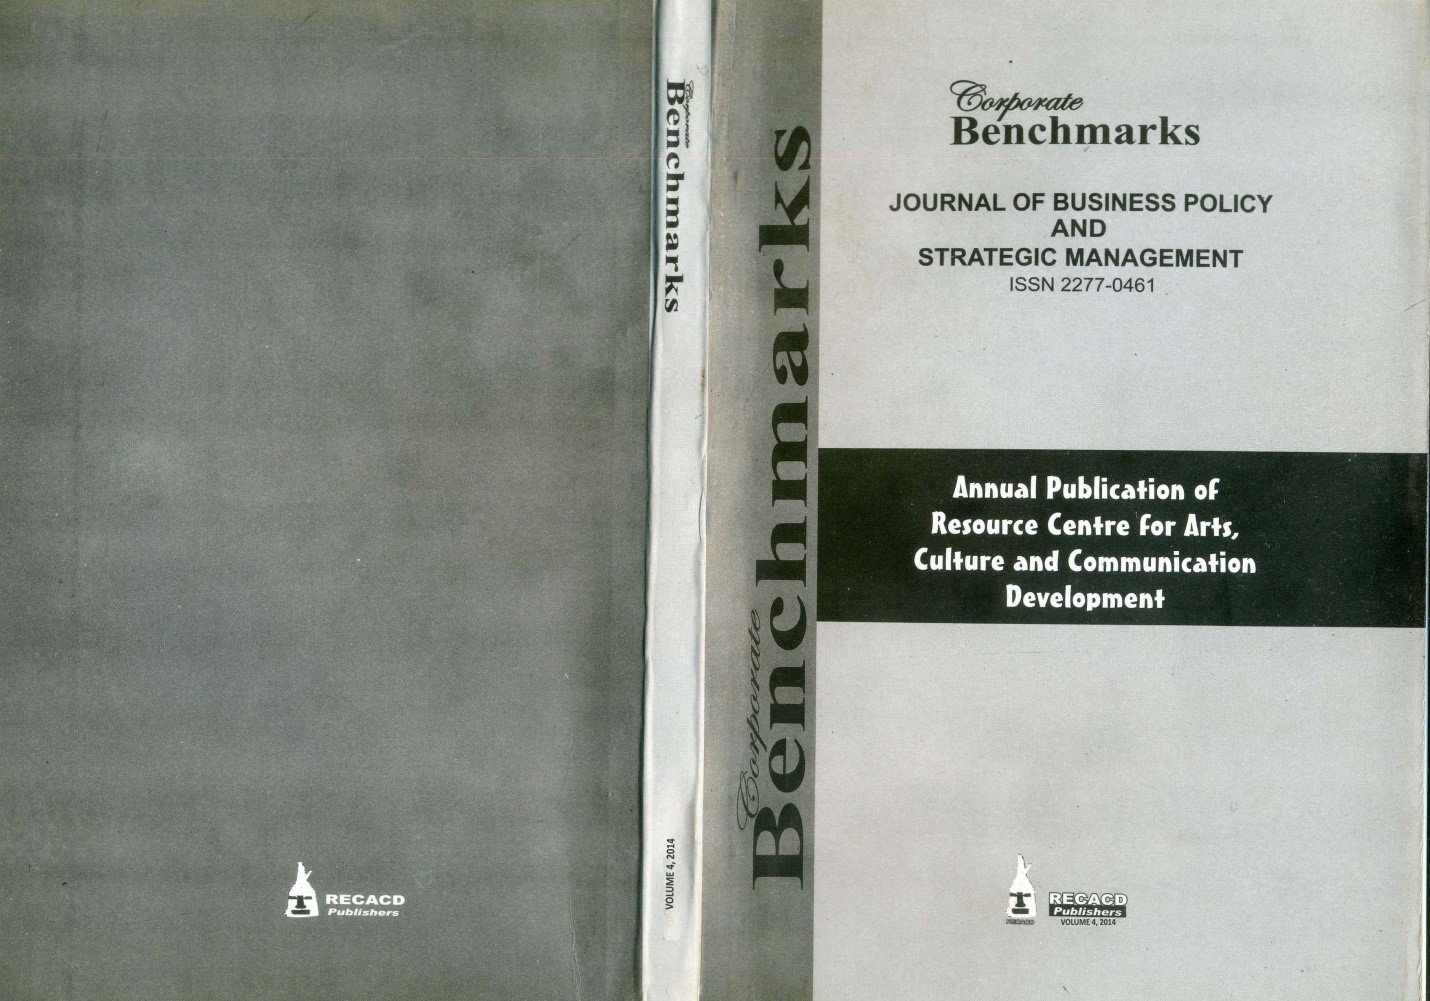 RECACD
Publishers
Corporate
Benchmarks
VOLUME 4, 2014
Corporate
Benchmarks
Corporate
Benchmarks
JOURNAL OF BUSINESS POLICY
AND
STRATEGIC MANAGEMENT
ISSN 2277-0461
Annual Publication of
Resource Centre for Arts,
Culture and Communication
Development
RECACD
RECACD
Publishers
VOLUME 4, 2014